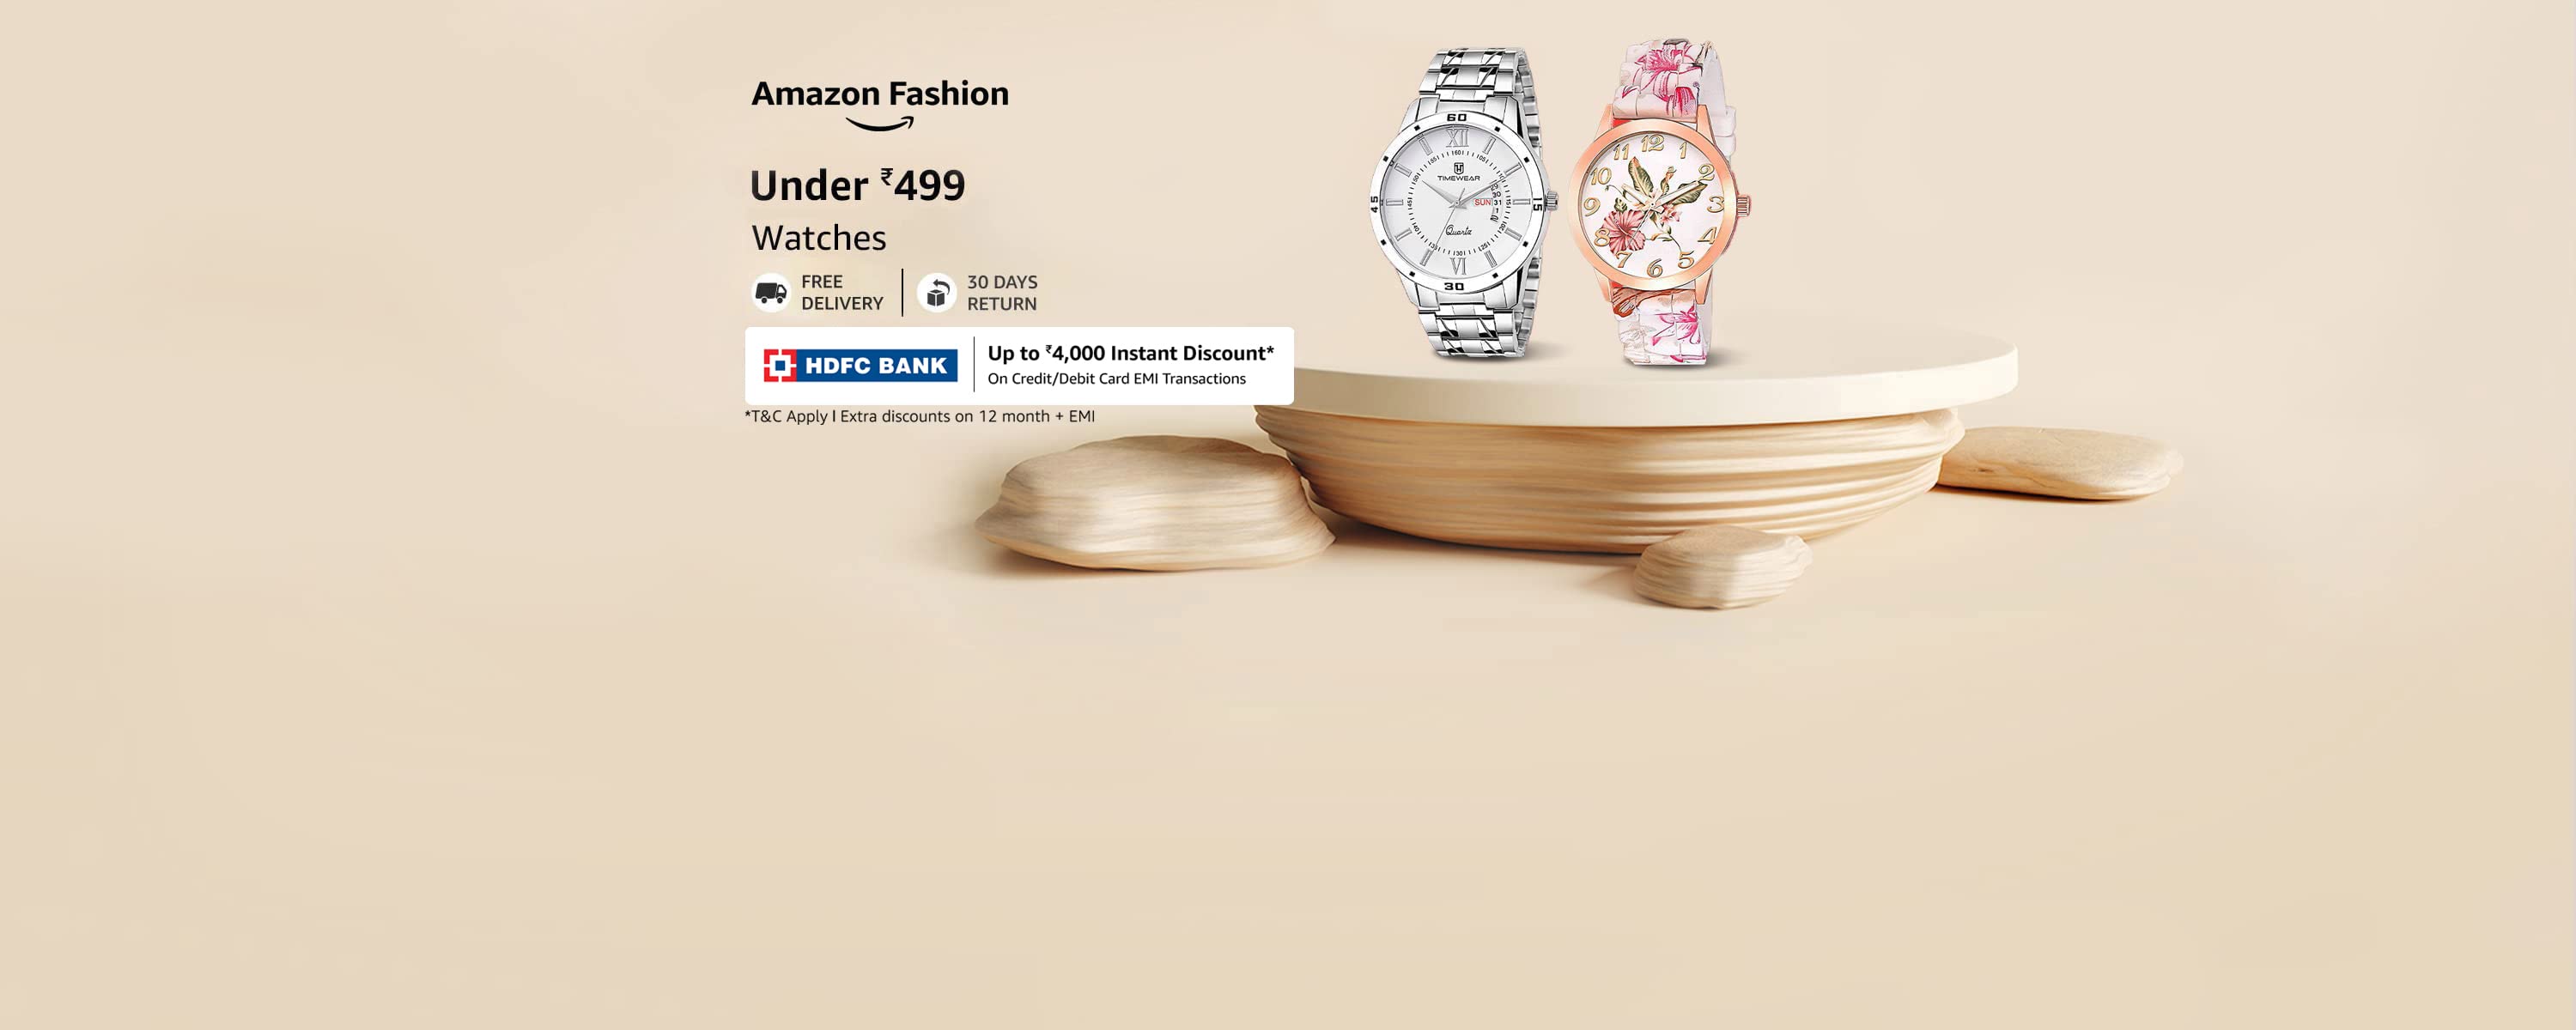 Amazon Fashion
Under ₹499
Watches
FREE
DELIVERY
30 DAYS
RETURN
HDFC BANK
Up to ₹4,000 Instant Discount*
On Credit/Debit Card EMI Transactions
*T&C Apply I Extra discounts on 12 month + EMI
60
XII
TIMEWEAR
SUN 31
45
15
Quartz
VI
30
12
1
2
3
4
5
6
7
8
9
10
11